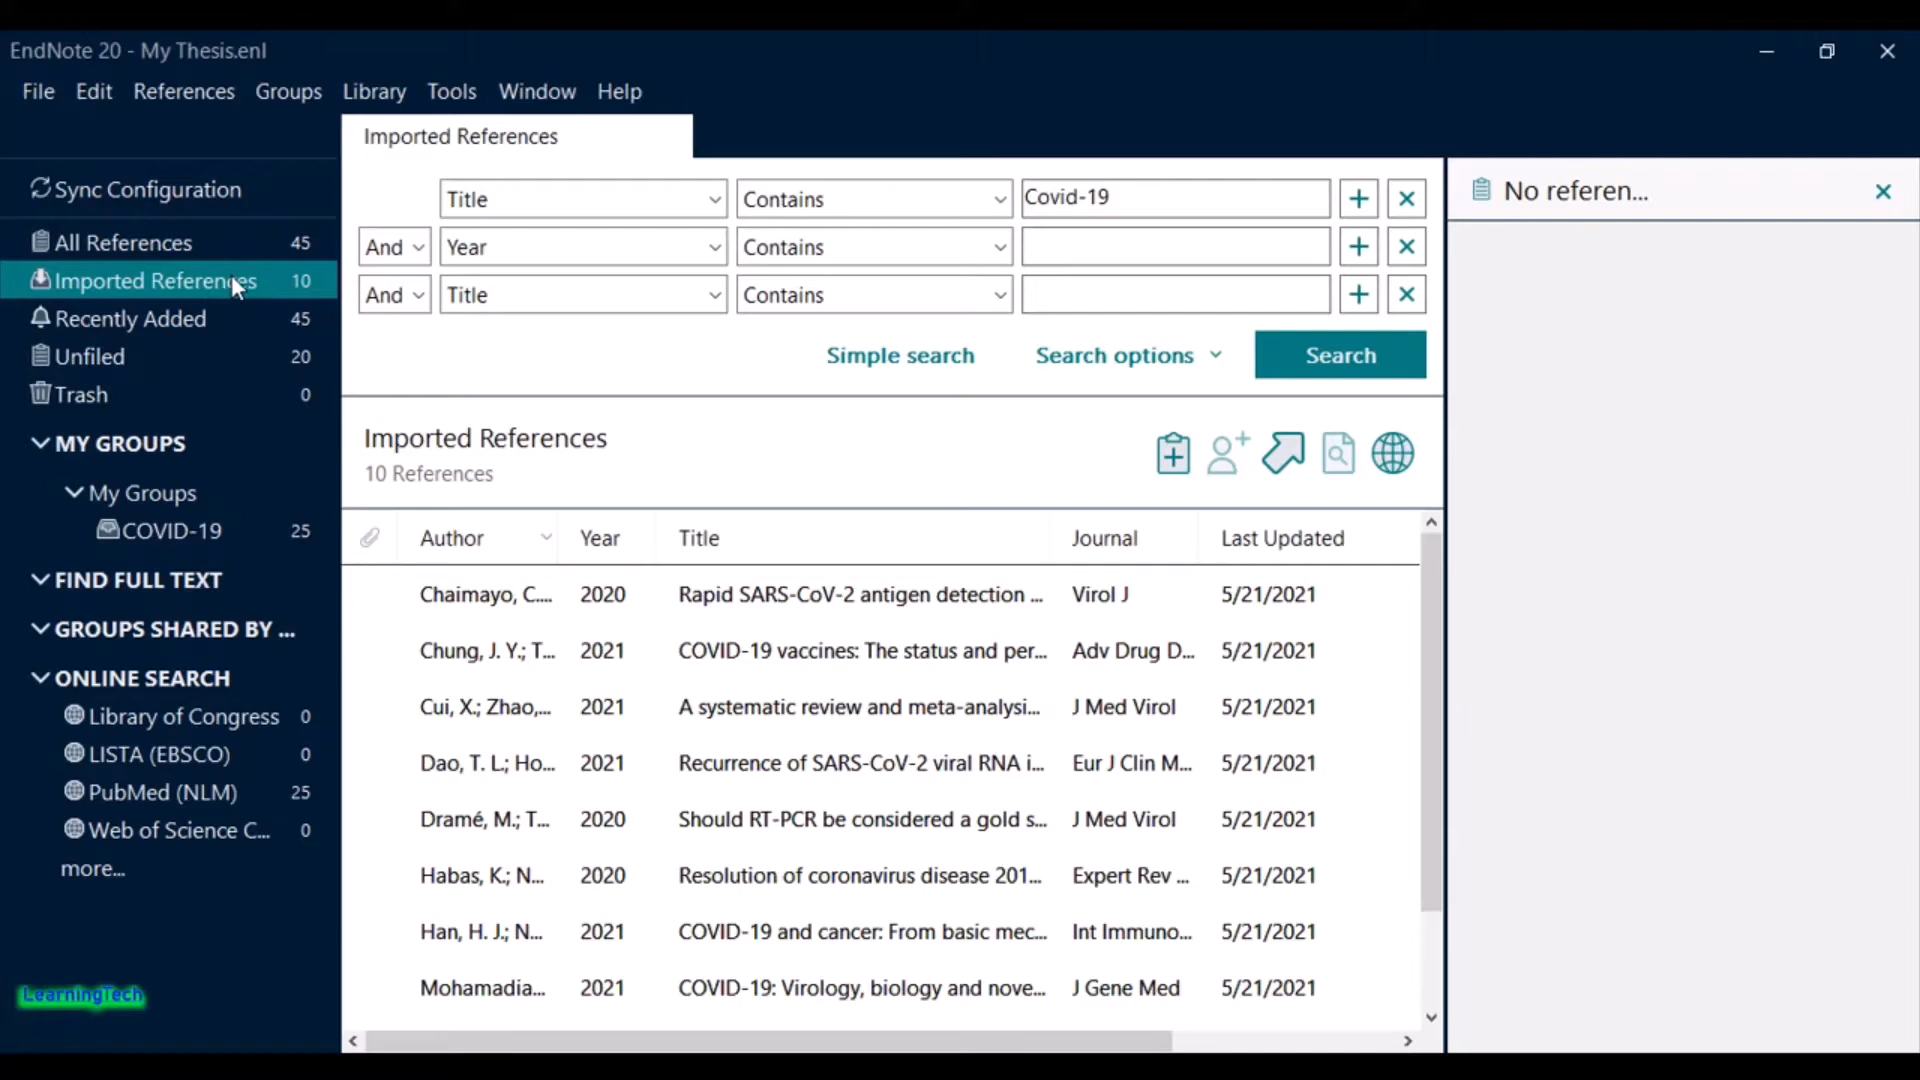 EndNote 20 - My Thesis.enl
File Edit References Groups Library Tools Window Help
Imported References
Sync Configuration
All References 45
Imported References 10
Recently Added 45
Unfiled 20
Trash 0
MY GROUPS
My Groups
COVID-19 25
FIND FULL TEXT
GROUPS SHARED BY ...
ONLINE SEARCH
Library of Congress 0
LISTA (EBSCO) 0
PubMed (NLM) 25
Web of Science C... 0
more...
LearningTech
Title Contains Covid-19
And Year Contains
And Title Contains
Simple search Search options Search
Imported References
10 References
Author Year Title Journal Last Updated
Chaimayo, C.... 2020 Rapid SARS-CoV-2 antigen detection ... Virol J 5/21/2021
Chung, J. Y.; T... 2021 COVID-19 vaccines: The status and per... Adv Drug D... 5/21/2021
Cui, X.; Zhao,... 2021 A systematic review and meta-analysi... J Med Virol 5/21/2021
Dao, T. L.; Ho... 2021 Recurrence of SARS-CoV-2 viral RNA i... Eur J Clin M... 5/21/2021
Dramé, M.; T... 2020 Should RT-PCR be considered a gold s... J Med Virol 5/21/2021
Habas, K.; N... 2020 Resolution of coronavirus disease 201... Expert Rev ... 5/21/2021
Han, H. J.; N... 2021 COVID-19 and cancer: From basic mec... Int Immuno... 5/21/2021
Mohamadia... 2021 COVID-19: Virology, biology and nove... J Gene Med 5/21/2021
No referen...